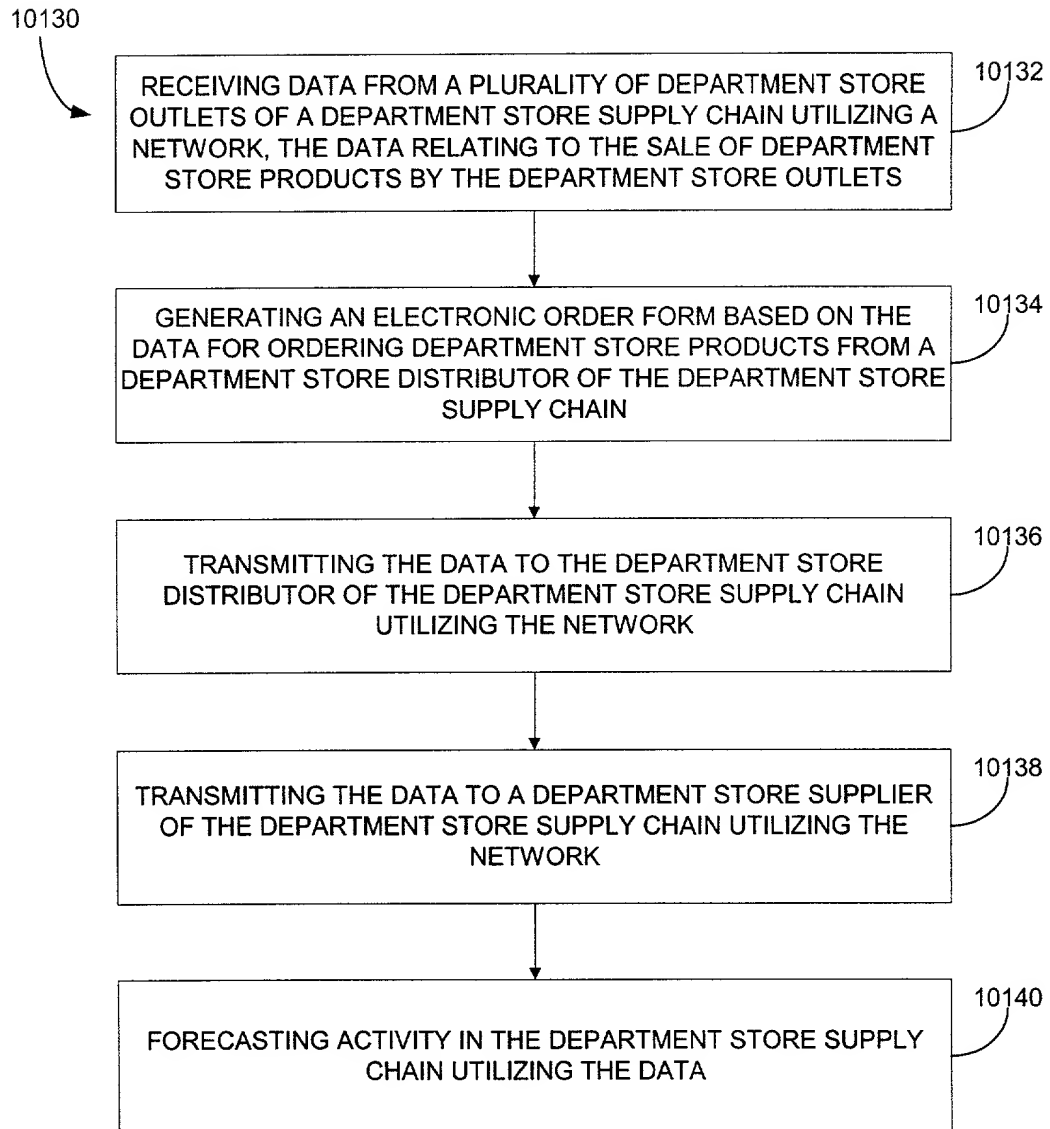 10130
RECEIVING DATA FROM A PLURALITY OF DEPARTMENT STORE
OUTLETS OF A DEPARTMENT STORE SUPPLY CHAIN UTILIZING A
NETWORK, THE DATA RELATING TO THE SALE OF DEPARTMENT
STORE PRODUCTS BY THE DEPARTMENT STORE OUTLETS
10132
GENERATING AN ELECTRONIC ORDER FORM BASED ON THE
DATA FOR ORDERING DEPARTMENT STORE PRODUCTS FROM A
DEPARTMENT STORE DISTRIBUTOR OF THE DEPARTMENT STORE
SUPPLY CHAIN
10134
TRANSMITTING THE DATA TO THE DEPARTMENT STORE
DISTRIBUTOR OF THE DEPARTMENT STORE SUPPLY CHAIN
UTILIZING THE NETWORK
10136
TRANSMITTING THE DATA TO A DEPARTMENT STORE SUPPLIER
OF THE DEPARTMENT STORE SUPPLY CHAIN UTILIZING THE
NETWORK
10138
FORECASTING ACTIVITY IN THE DEPARTMENT STORE SUPPLY
CHAIN UTILIZING THE DATA
10140